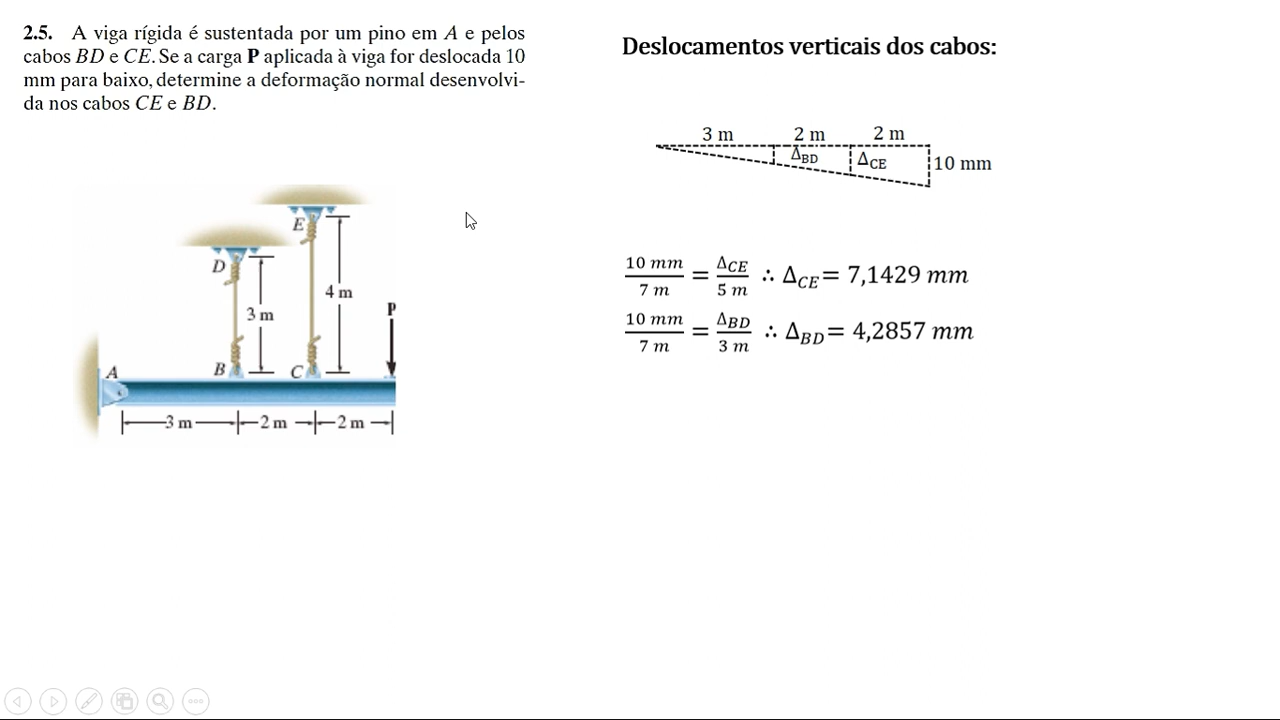 2.5. A viga rígida é sustentada por um pino em A e pelos
cabos BD e CE. Se a carga P aplicada à viga for deslocada 10
mm para baixo, determine a deformação normal desenvolvi-
da nos cabos CE e BD.
E
D
4 m
3 m
P
A
B
C
3 m
2 m
2 m
Deslocamentos verticais dos cabos:
3 m 2 m 2 m
Δ_BD Δ_CE 10 mm
10 mm / 7 m = Δ_CE / 5 m ∴ Δ_CE = 7,1429 mm
10 mm / 7 m = Δ_BD / 3 m ∴ Δ_BD = 4,2857 mm